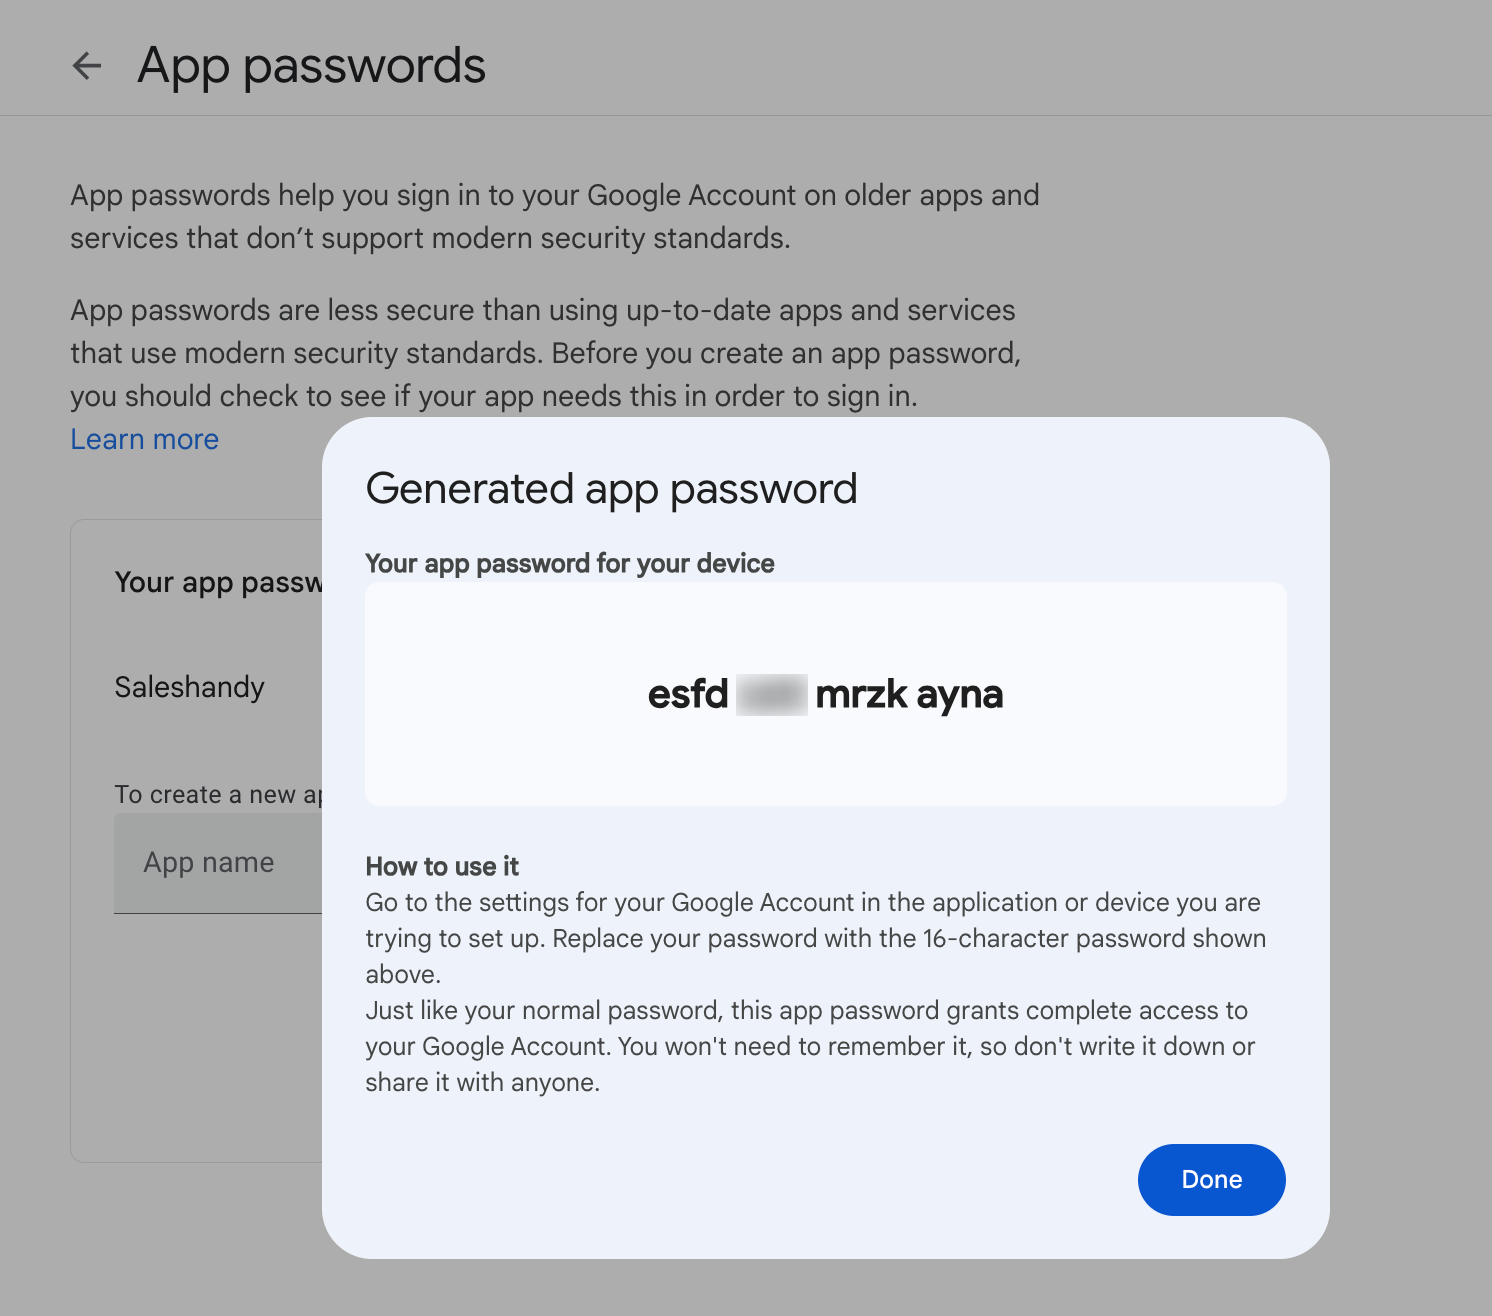 App passwords
App passwords help you sign in to your Google Account on older apps and
services that don’t support modern security standards.
App passwords are less secure than using up-to-date apps and services
that use modern security standards. Before you create an app password,
you should check to see if your app needs this in order to sign in.
Learn more
Your app passw
Saleshandy
To create a new ap
App name
Generated app password
Your app password for your device
esfd mrzk ayna
How to use it
Go to the settings for your Google Account in the application or device you are
trying to set up. Replace your password with the 16-character password shown
above.
Just like your normal password, this app password grants complete access to
your Google Account. You won't need to remember it, so don't write it down or
share it with anyone.
Done